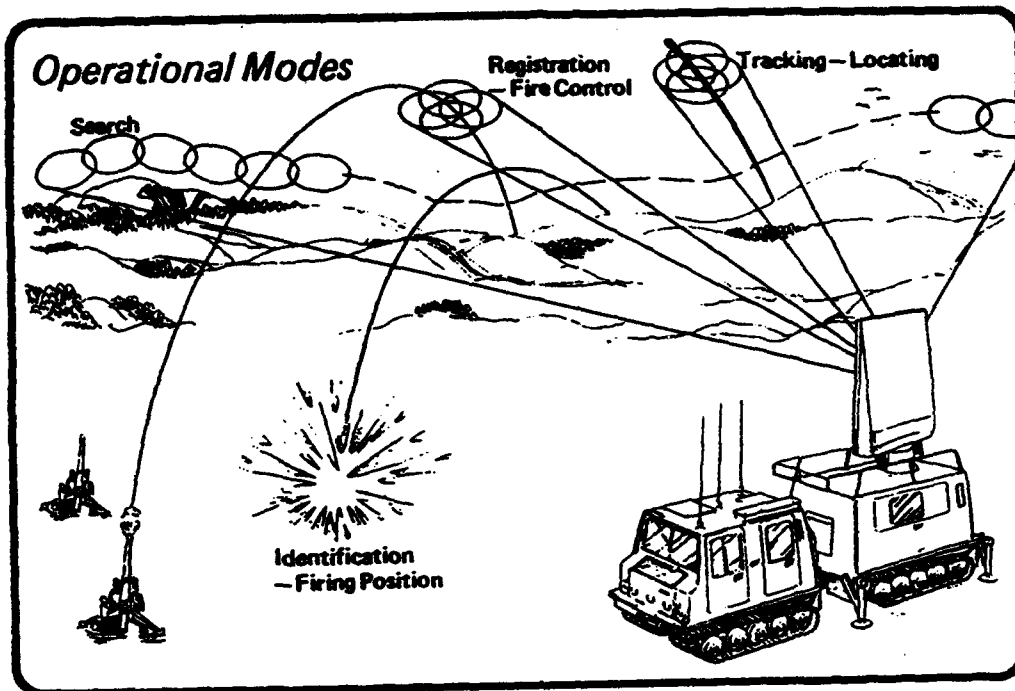 Operational Modes
Search
Registration
– Fire Control
Tracking – Locating
Identification
– Firing Position